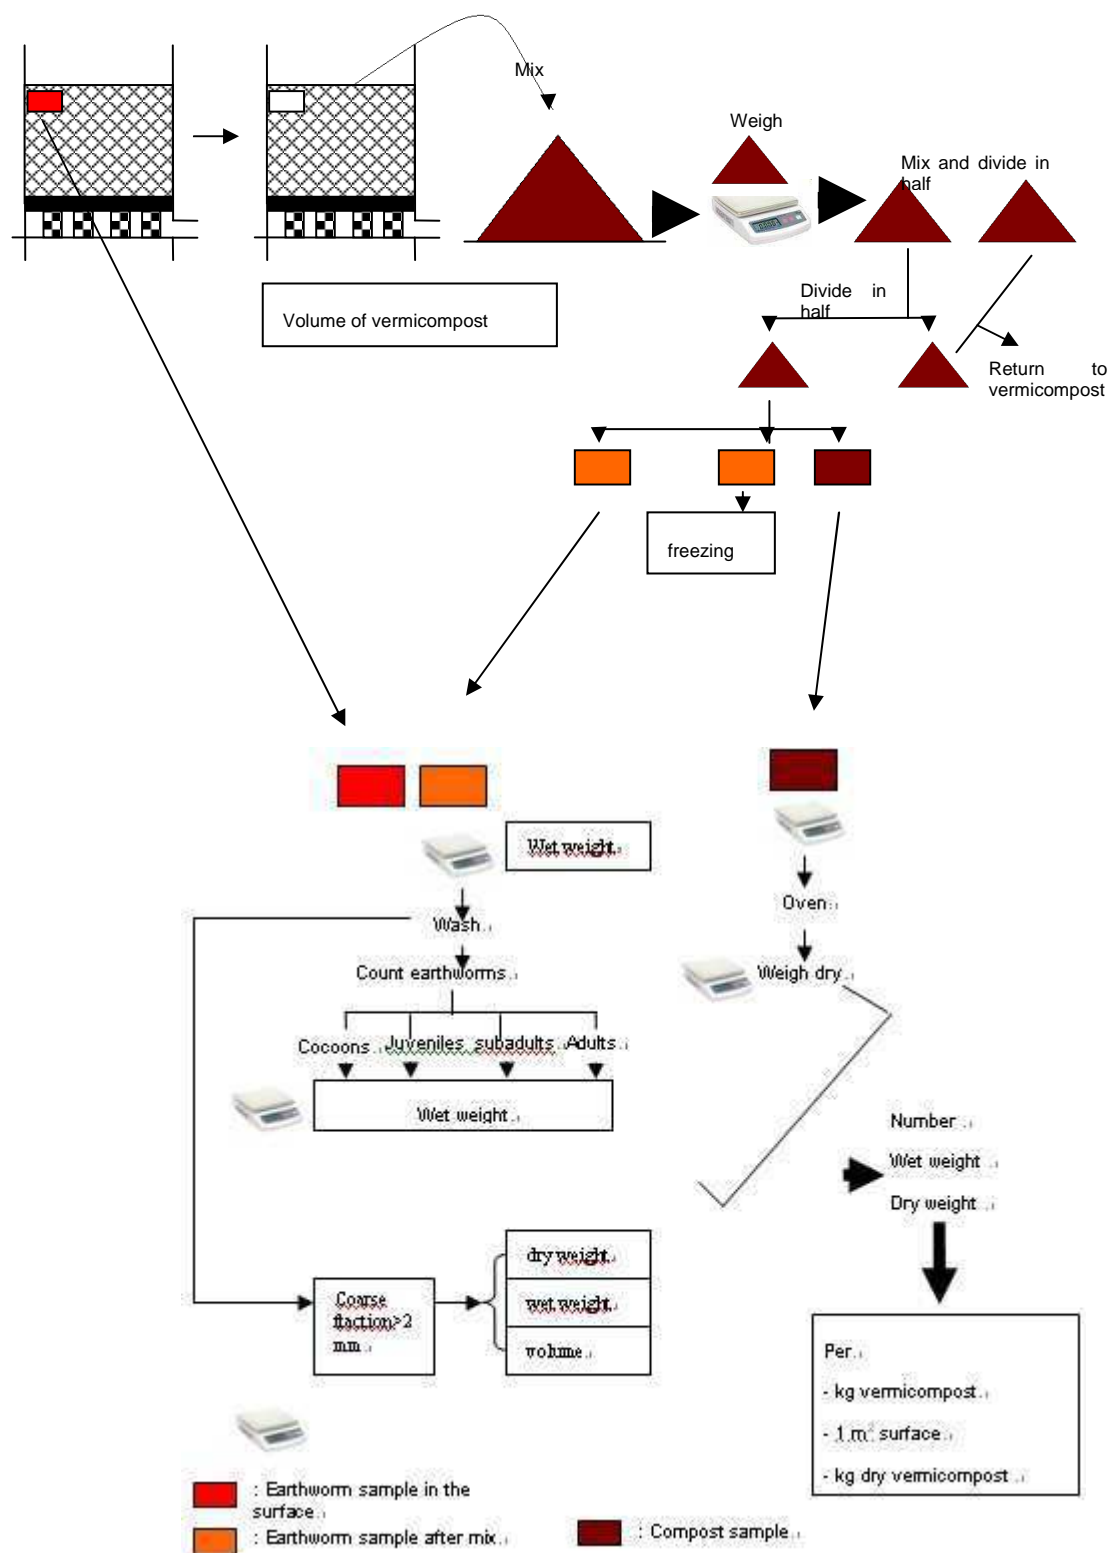 Mix
Weigh
Mix and divide in
half
Volume of vermicompost
Divide in
half
Return to
vermicompost
freezing
Wet weight
Wash
Oven
Count earthworms
Weigh dry
Cocoons Juveniles subadults Adults
Wet weight
Number
Wet weight
Dry weight
dry weight
Coarse
fraction>2
mm
wet weight
volume
Per
- kg vermicompost
- 1 m² surface
- kg dry vermicompost
: Earthworm sample in the
surface
: Earthworm sample after mix
: Compost sample